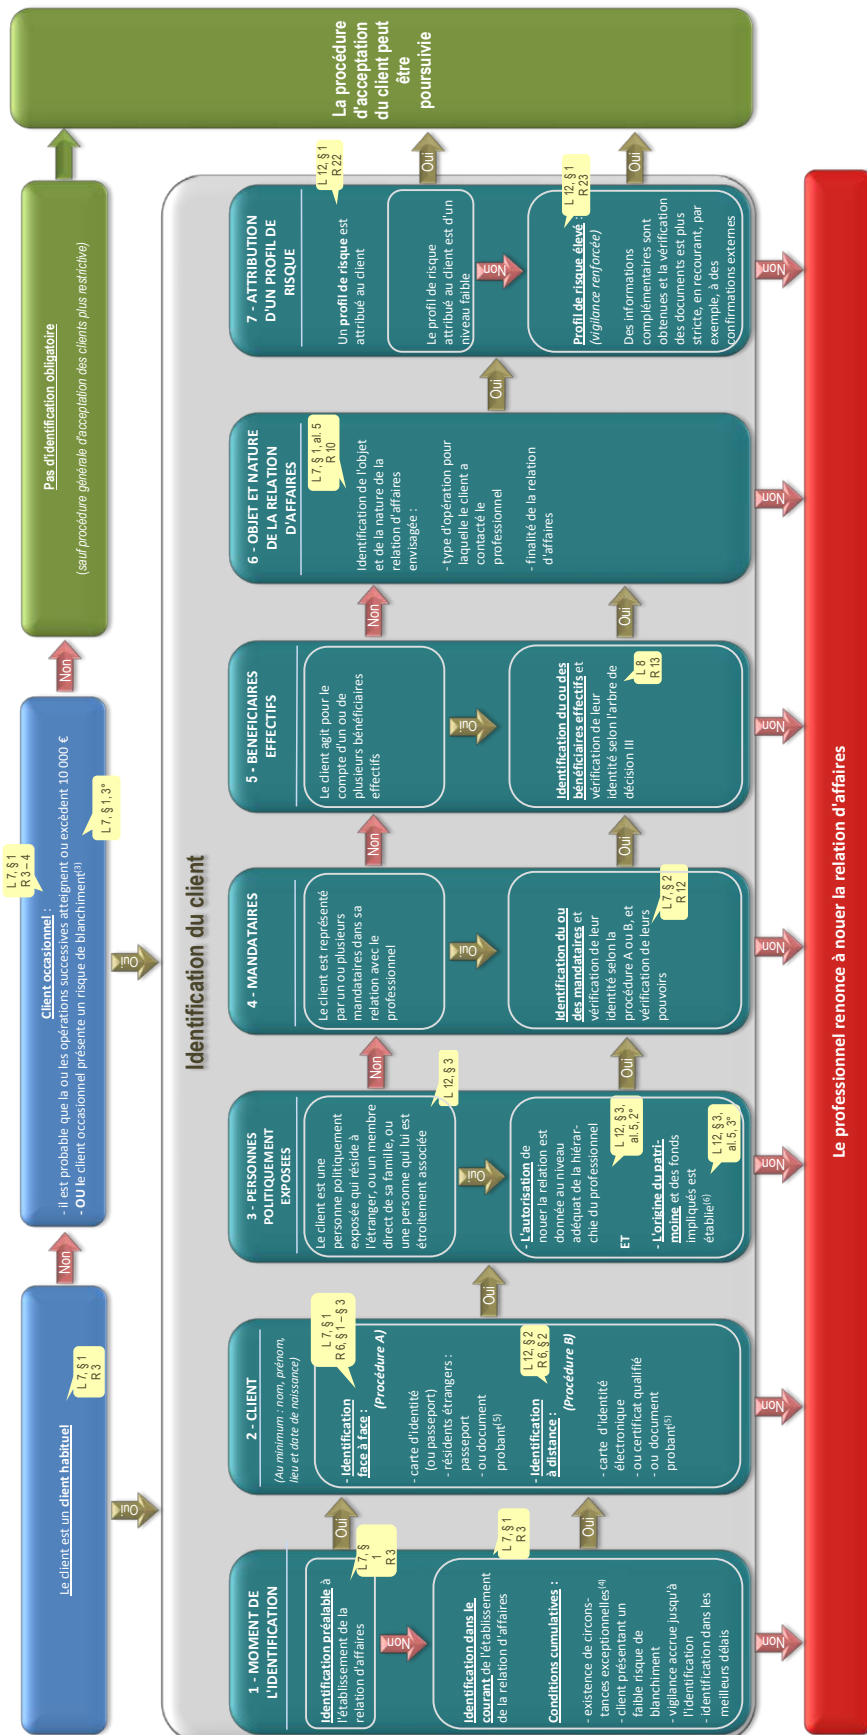 Le client est un client habituel
L 7, § 1
R 3
Non
Client occasionnel :
- il est probable que la ou les opérations successives atteignent ou excèdent 10 000 €
- OU le client occasionnel présente un risque de blanchiment(3)
L 7, § 1
R 3 – 4
L 7, § 1, 3°
Non
Pas d'identification obligatoire
(sauf procédure générale d'acceptation des clients plus restrictive)
Oui
Oui
Identification du client
1 - MOMENT DE
L'IDENTIFICATION
Identification préalable à
l'établissement de la
relation d'affaires
L 7, §
1
R 3
Oui
Non
Identification dans le
courant de l'établissement
de la relation d'affaires
L 7, § 1
R 3
Conditions cumulatives :
- existence de circons-
tances exceptionnelles(4)
- client présentant un
faible risque de
blanchiment
- vigilance accrue jusqu'à
l'identification
- identification dans les
meilleurs délais
Oui
Non
2 - CLIENT
(Au minimum : nom, prénom,
lieu et date de naissance)
L 7, § 1
R 6, § 1 – § 3
- Identification
face à face :
(Procédure A)
- carte d'identité
(ou passeport)
- résidents étrangers :
passeport
- ou document
probant(5)
L 12, § 2
R 6, § 2
- Identification
à distance :
(Procédure B)
- carte d'identité
électronique
- ou certificat qualifié
- ou document
probant(5)
Oui
Non
3 - PERSONNES
POLITIQUEMENT
EXPOSEES
Le client est une
personne politiquement
exposée qui réside à
l'étranger, ou un membre
direct de sa famille, ou
une personne qui lui est
étroitement associée
L 12, § 3
Non
Oui
- L'autorisation de
nouer la relation est
donnée au niveau
adéquat de la hiérar-
chie du professionnel
L 12, § 3,
al. 5, 2°
ET
- L'origine du patri-
moine et des fonds
impliqués est
établie(6)
L 12, § 3,
al. 5, 3°
Oui
Non
4 - MANDATAIRES
Le client est représenté
par un ou plusieurs
mandataires dans sa
relation avec le
professionnel
Non
Oui
Identification du ou
des mandataires et
vérification de leur
identité selon la
procédure A ou B, et
vérification de leurs
pouvoirs
L 7, § 2
R 12
Oui
Non
5 - BENEFICIAIRES
EFFECTIFS
Le client agit pour le
compte d'un ou de
plusieurs bénéficiaires
effectifs
Non
Oui
Identification du ou des
bénéficiaires effectifs et
vérification de leur
identité selon l'arbre de
décision III
L 8
R 13
Oui
Non
6 - OBJET ET NATURE
DE LA RELATION
D'AFFAIRES
L 7, § 1, al. 5
R 10
Identification de l'objet
et de la nature de la
relation d'affaires
envisagée :
- type d'opération pour
laquelle le client a
contacté le
professionnel
- finalité de la relation
d'affaires
Oui
Non
7 - ATTRIBUTION
D'UN PROFIL DE
RISQUE
L 12, § 1
R 22
Un profil de risque est
attribué au client
Le profil de risque
attribué au client est d'un
niveau faible
Oui
Non
Profil de risque élevé :
(vigilance renforcée)
L 12, § 1
R 23
Des informations
complémentaires sont
obtenues et la vérification
des documents est plus
stricte, en recourant, par
exemple, à des
confirmations externes
Oui
Non
La procédure
d'acceptation
du client peut
être
poursuivie
Le professionnel renonce à nouer la relation d'affaires